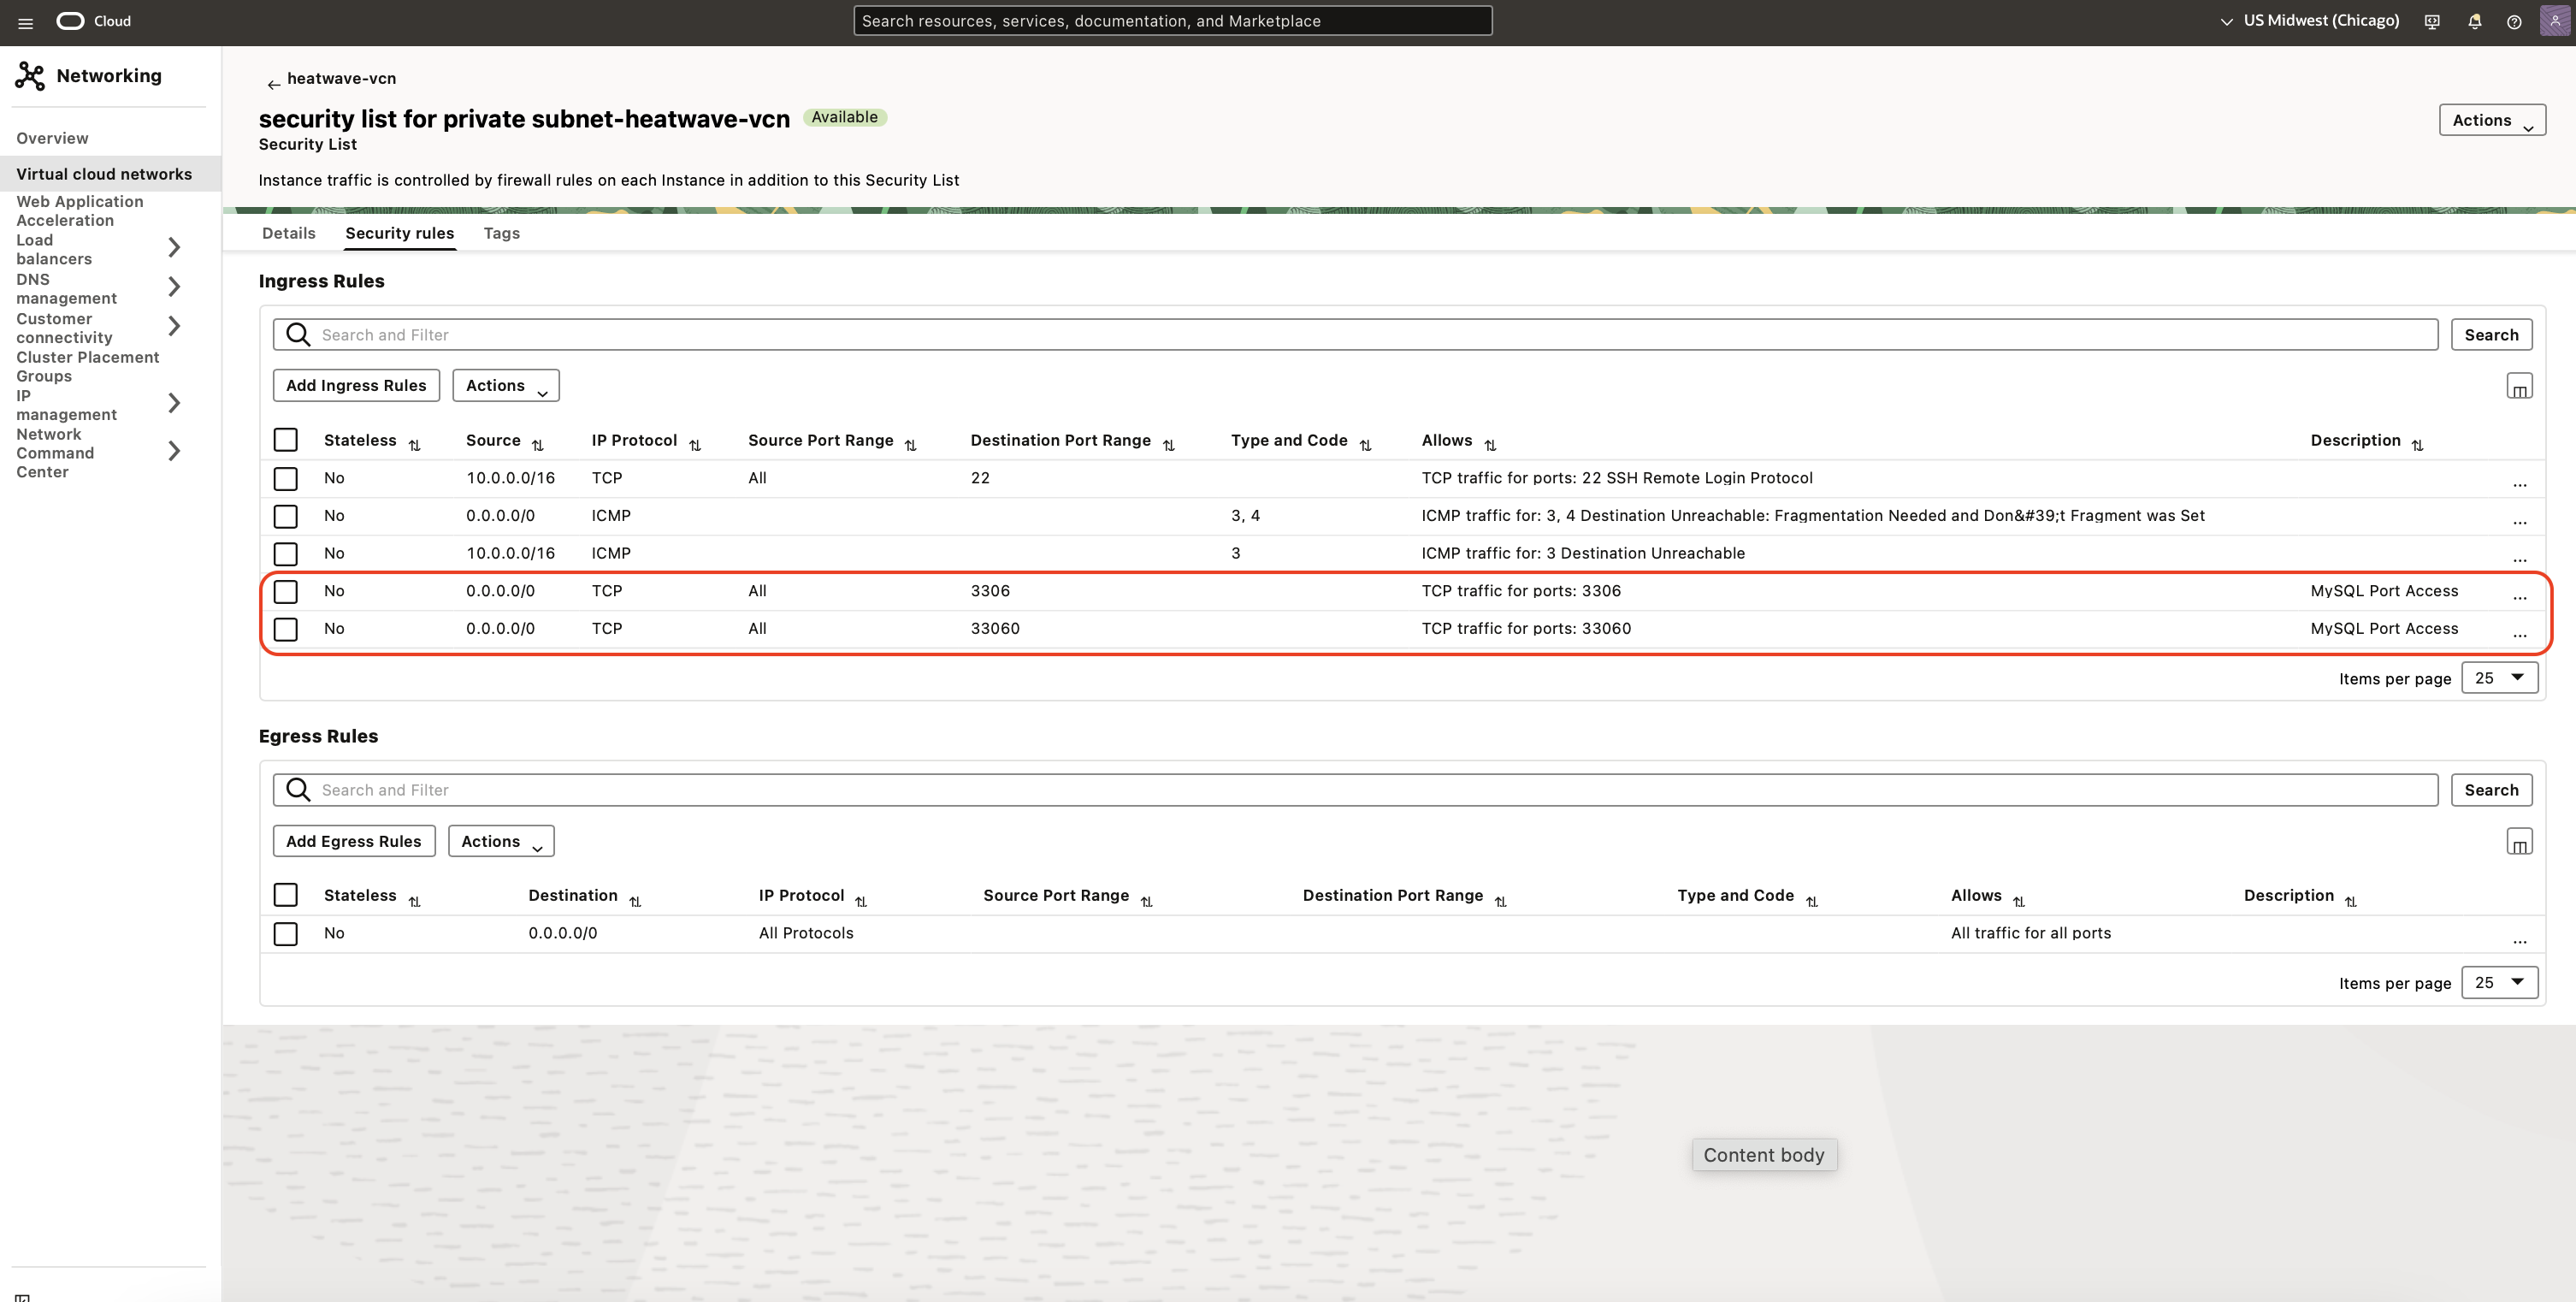 Cloud
Search resources, services, documentation, and Marketplace
US Midwest (Chicago)
Networking
Overview
Virtual cloud networks
Web Application
Acceleration
Load
balancers
DNS
management
Customer
connectivity
Cluster Placement
Groups
IP
management
Network
Command
Center
heatwave-vcn
security list for private subnet-heatwave-vcn Available
Security List
Actions
Instance traffic is controlled by firewall rules on each Instance in addition to this Security List
Details Security rules Tags
Ingress Rules
Search and Filter Search
Add Ingress Rules Actions
Stateless Source IP Protocol Source Port Range Destination Port Range Type and Code Allows Description
No 10.0.0.0/16 TCP All 22 TCP traffic for ports: 22 SSH Remote Login Protocol ...
No 0.0.0.0/0 ICMP 3, 4 ICMP traffic for: 3, 4 Destination Unreachable: Fragmentation Needed and Don&#39;t Fragment was Set ...
No 10.0.0.0/16 ICMP 3 ICMP traffic for: 3 Destination Unreachable ...
No 0.0.0.0/0 TCP All 3306 TCP traffic for ports: 3306 MySQL Port Access ...
No 0.0.0.0/0 TCP All 33060 TCP traffic for ports: 33060 MySQL Port Access ...
Items per page 25
Egress Rules
Search and Filter Search
Add Egress Rules Actions
Stateless Destination IP Protocol Source Port Range Destination Port Range Type and Code Allows Description
No 0.0.0.0/0 All Protocols All traffic for all ports ...
Items per page 25
Content body